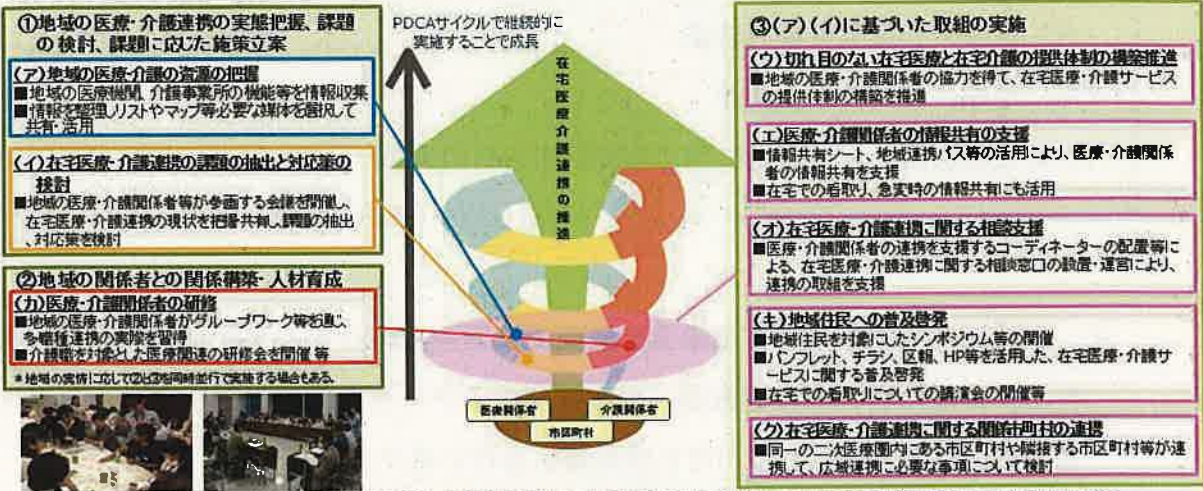 ①地域の医療・介護連携の実態把握、課題
の検討、課題に応じた施策立案
(ア)地域の医療・介護の資源の把握
■地域の医療機関、介護事業所の機能等を情報収集
■情報を整理しリストやマップ等必要な媒体を選択して
共有・活用
(イ)在宅医療・介護連携の課題の抽出と対応策の
検討
■地域の医療・介護関係者等が参画する会議を開催し、
在宅医療・介護連携の現状を把握・共有し、課題の抽出
、対応策を検討
②地域の関係者との関係構築・人材育成
(カ)医療・介護関係者の研修
■地域の医療・介護関係者がグループワーク等を通じ、
多職種連携の実際を習得
■介護職を対象とした医療関連の研修会を開催 等
*地域の実情に応じて②と③を同時並行で実施する場合もある。
PDCAサイクルで継続的に
実施することで成長
在宅医療介護連携の推進
医療関係者
介護関係者
市区町村
③(ア)(イ)に基づいた取組の実施
(ウ)切れ目のない在宅医療と在宅介護の提供体制の構築推進
■地域の医療・介護関係者の協力を得て、在宅医療・介護サービス
の提供体制の構築を推進
(エ)医療・介護関係者の情報共有の支援
■情報共有シート、地域連携パス等の活用により、医療・介護関係
者の情報共有を支援
■在宅での看取り、急変時の情報共有にも活用
(オ)在宅医療・介護連携に関する相談支援
■医療・介護関係者の連携を支援するコーディネーターの配置等に
よる、在宅医療・介護連携に関する相談窓口の設置・運営により、
連携の取組を支援
(キ)地域住民への普及啓発
■地域住民を対象にしたシンポジウム等の開催
■パンフレット、チラシ、区報、HP等を活用した、在宅医療・介護サ
ービスに関する普及啓発
■在宅での看取りについての講演会の開催等
(ク)在宅医療・介護連携に関する関係市町村の連携
■同一の二次医療圏内にある市区町村や隣接する市区町村等が連
携して、広域連携に必要な事項について検討